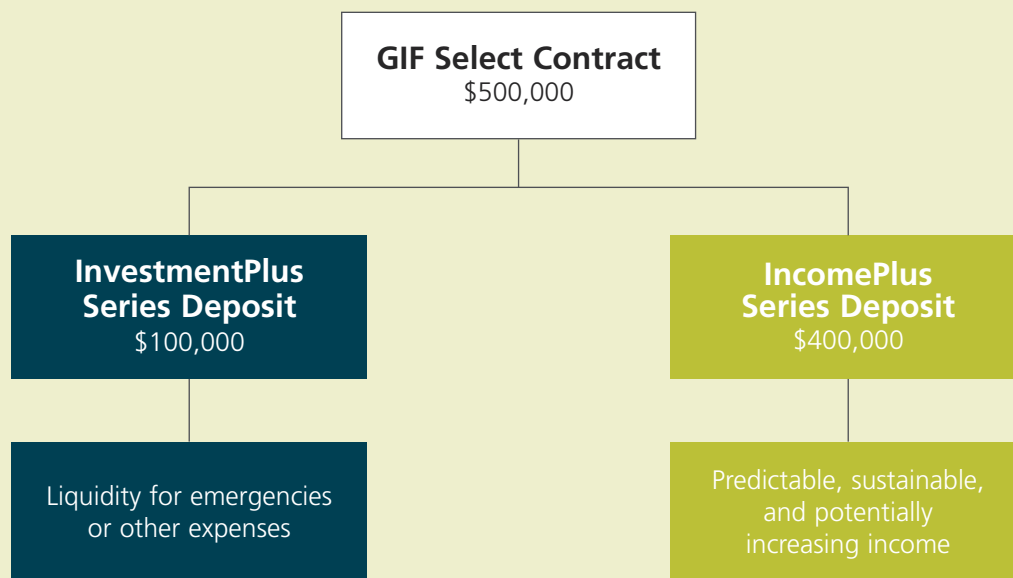 GIF Select Contract
$500,000
InvestmentPlus
Series Deposit
$100,000
IncomePlus
Series Deposit
$400,000
Liquidity for emergencies
or other expenses
Predictable, sustainable,
and potentially
increasing income